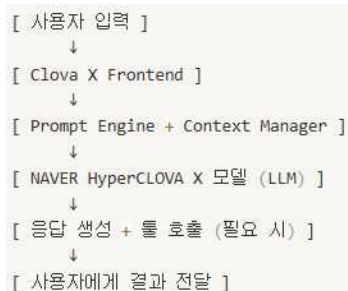 [ 사용자 입력 ]
↓
[ Clova X Frontend ]
↓
[ Prompt Engine + Context Manager ]
↓
[ NAVER HyperCLOVA X 모델 (LLM) ]
↓
[ 응답 생성 + 툴 호출 (필요 시) ]
↓
[ 사용자에게 결과 전달 ]